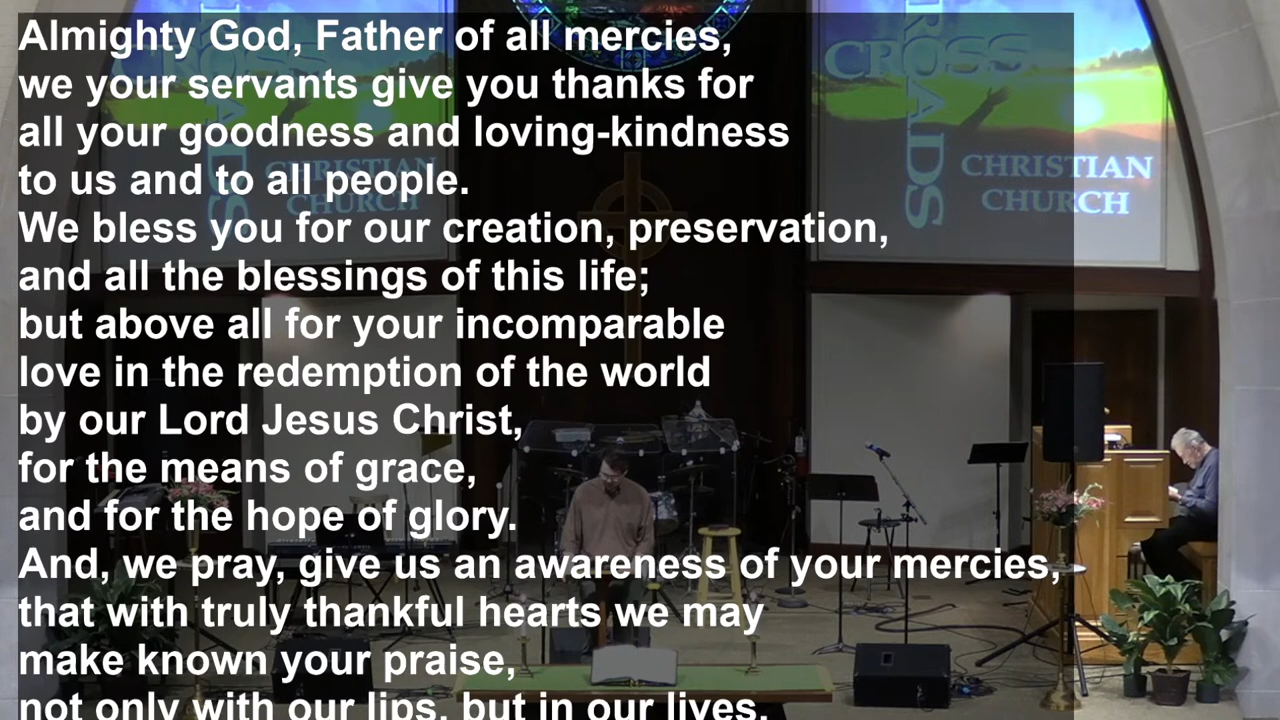 Almighty God, Father of all mercies,
we your servants give you thanks for
all your goodness and loving-kindness
to us and to all people.
We bless you for our creation, preservation,
and all the blessings of this life;
but above all for your incomparable
love in the redemption of the world
by our Lord Jesus Christ,
for the means of grace,
and for the hope of glory.
And, we pray, give us an awareness of your mercies,
that with truly thankful hearts we may
make known your praise,
not only with our lips, but in our lives,
CROSS
ROADS
CHRISTIAN
CHURCH
CROSS
ROADS
CHRISTIAN
CHURCH